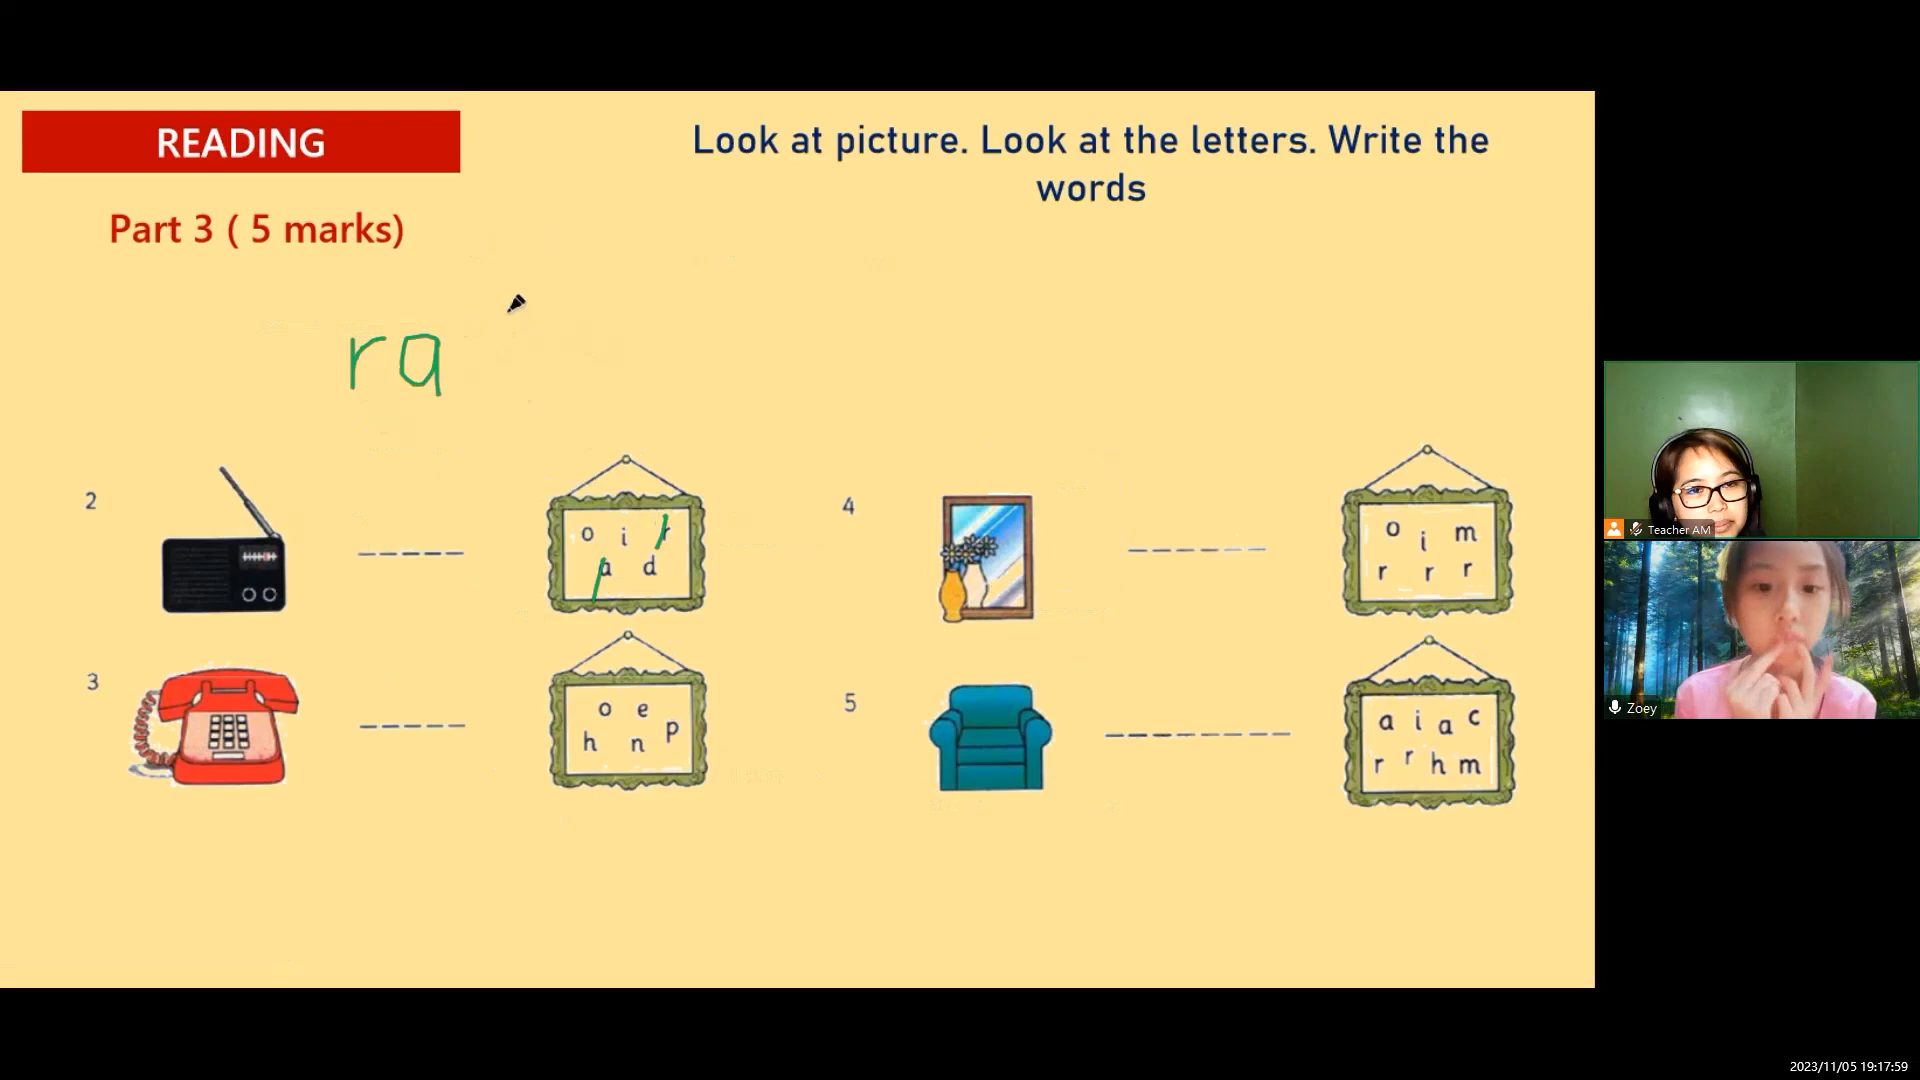 READING
Look at picture. Look at the letters. Write the
words
Part 3 ( 5 marks)
ra
2
o i r
a d
4
o i m
r r r
3
o e
h n p
5
a i a c
r r h m
Teacher AM
Zoey
2023/11/05 19:17:59